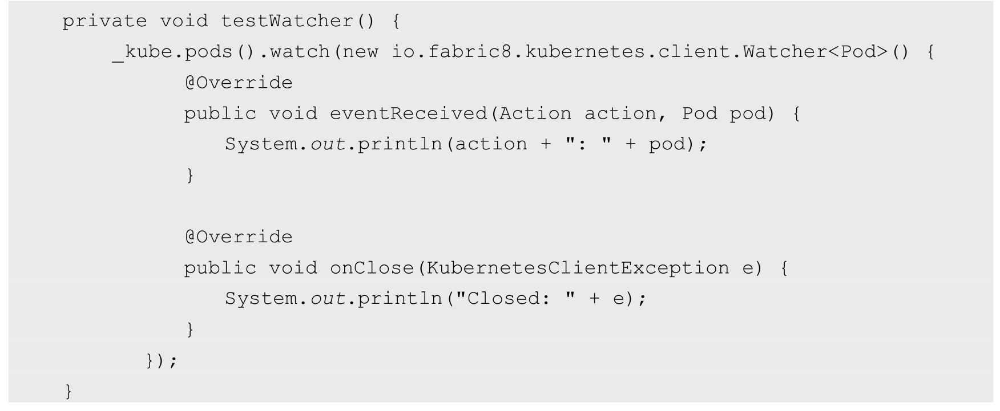 private void testWatcher() {
_kube.pods().watch(new io.fabric8.kubernetes.client.Watcher<Pod>() {
@Override
public void eventReceived(Action action, Pod pod) {
System.out.println(action + ": " + pod);
}
@Override
public void onClose(KubernetesClientException e) {
System.out.println("Closed: " + e);
}
});
}